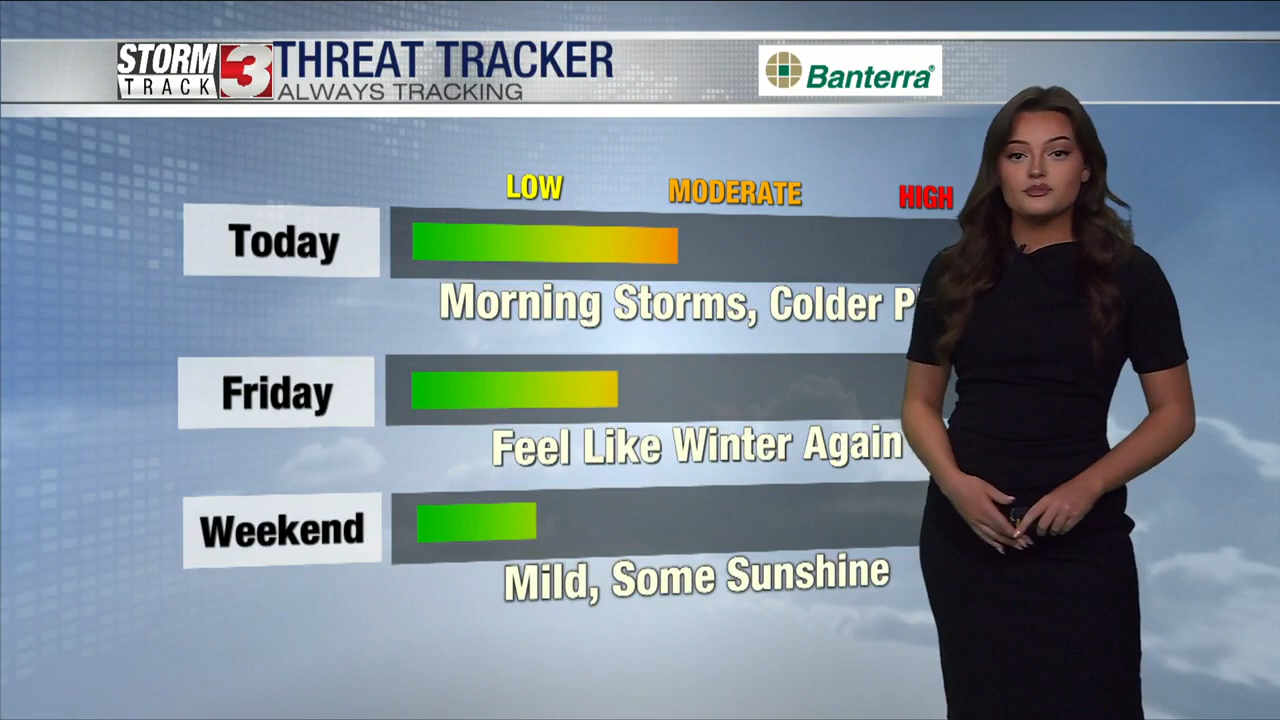 STORM
TRACK
3
THREAT TRACKER
ALWAYS TRACKING
Banterra®
LOW MODERATE HIGH
Today
Morning Storms, Colder
Friday
Feel Like Winter Again
Weekend
Mild, Some Sunshine